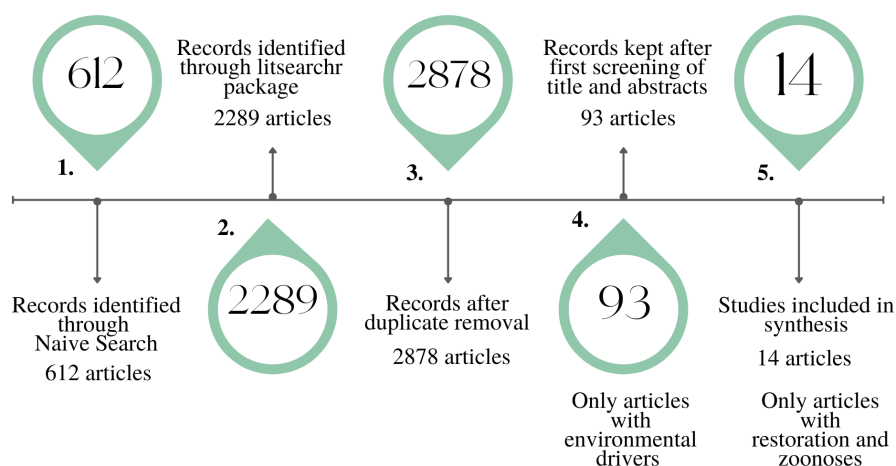 612
1.
Records identified
through
Naive Search
612 articles
Records identified
through litsearchr
package
2289 articles
2.
2289
2878
3.
Records after
duplicate removal
2878 articles
Records kept after
first screening of
title and abstracts
93 articles
4.
93
Only articles
with
environmental
drivers
14
5.
Studies included in
synthesis
14 articles
Only articles
with
restoration and
zoonoses